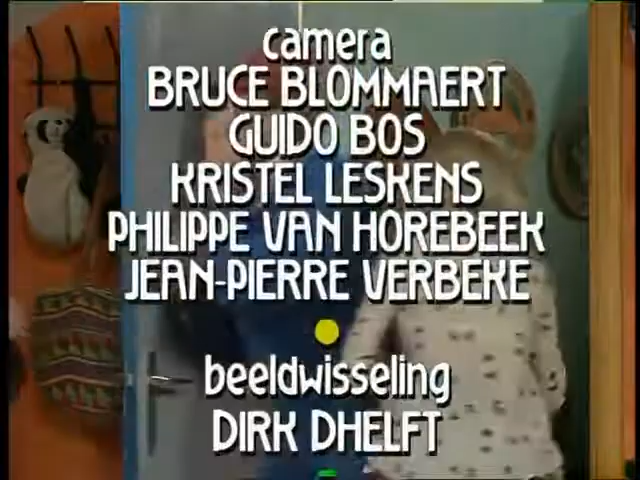 camera
BRUCE BLOMMAERT
GUIDO BOS
KRISTEL LESKENS
PHILIPPE VAN HOREBEEK
JEAN-PIERRE VERBEKE
beeldwisseling
DIRK DHELFT